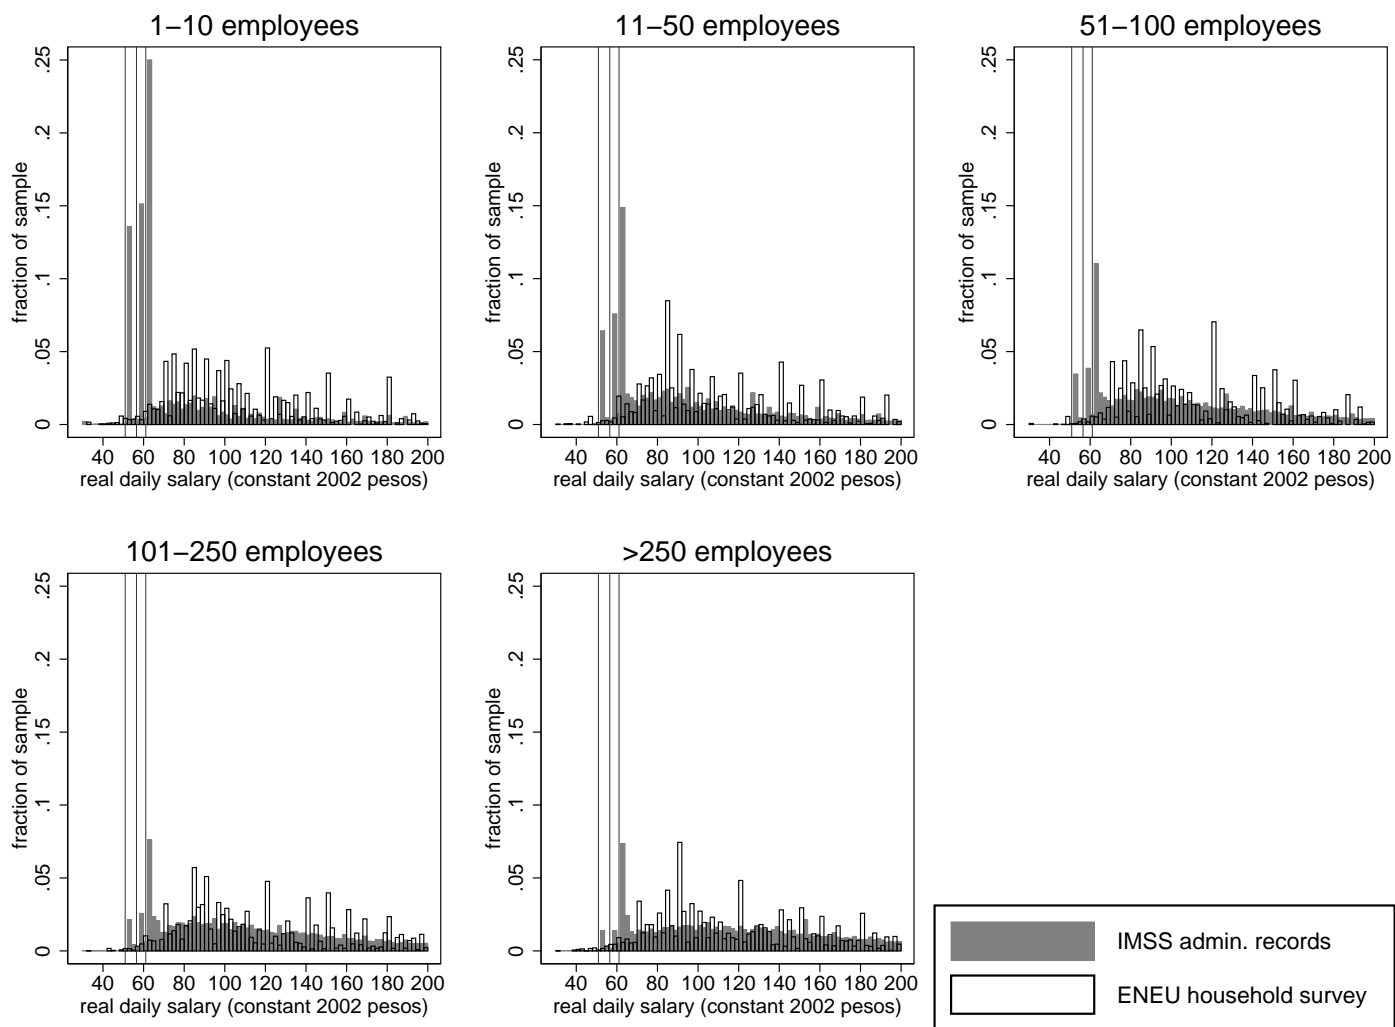 1–10 employees
fraction of sample
0 .05 .1 .15 .2 .25
40 60 80 100 120 140 160 180 200
real daily salary (constant 2002 pesos)
11–50 employees
fraction of sample
0 .05 .1 .15 .2 .25
40 60 80 100 120 140 160 180 200
real daily salary (constant 2002 pesos)
51–100 employees
fraction of sample
0 .05 .1 .15 .2 .25
40 60 80 100 120 140 160 180 200
real daily salary (constant 2002 pesos)
101–250 employees
fraction of sample
0 .05 .1 .15 .2 .25
40 60 80 100 120 140 160 180 200
real daily salary (constant 2002 pesos)
>250 employees
fraction of sample
0 .05 .1 .15 .2 .25
40 60 80 100 120 140 160 180 200
real daily salary (constant 2002 pesos)
IMSS admin. records
ENEU household survey